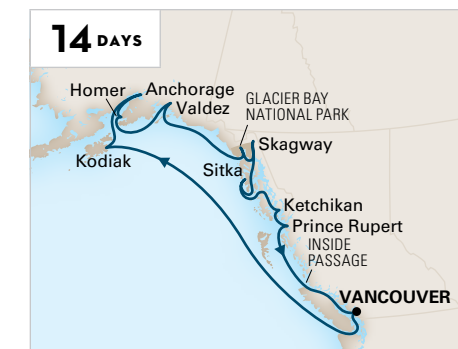 14 DAYS
Homer
Anchorage
Valdez
GLACIER BAY
NATIONAL PARK
Kodiak
Skagway
Sitka
Ketchikan
Prince Rupert
INSIDE
PASSAGE
VANCOUVER